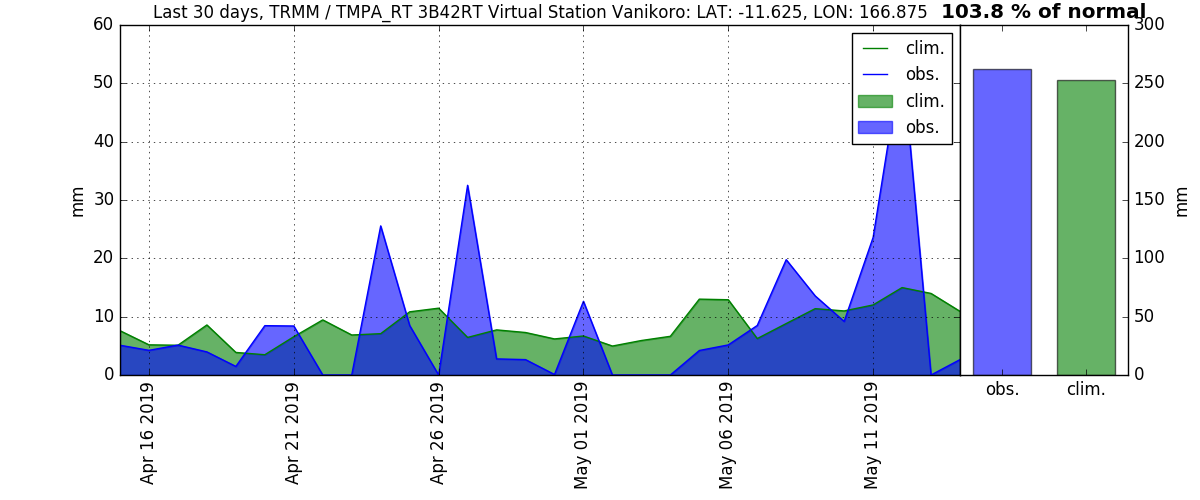 Last 30 days, TRMM / TMPA_RT 3B42RT Virtual Station Vanikoro: LAT: -11.625, LON: 166.875
103.8 % of normal
60
50
40
30
20
10
0
mm
clim.
obs.
clim.
obs.
300
250
200
150
100
50
0
mm
obs.
clim.
Apr 16 2019
Apr 21 2019
Apr 26 2019
May 01 2019
May 06 2019
May 11 2019